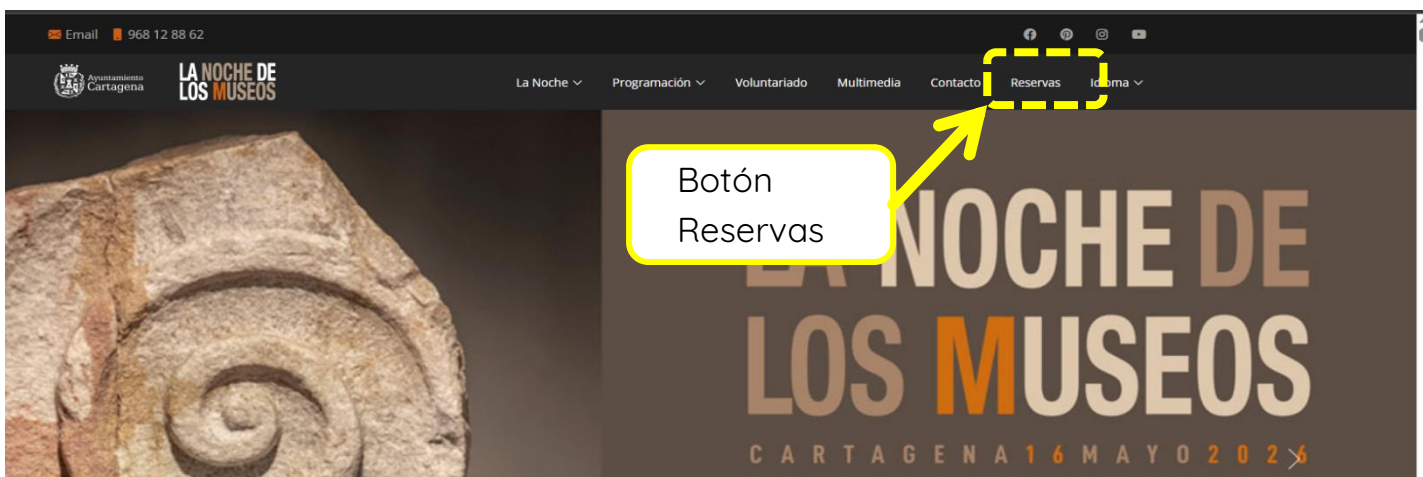 Email 968 12 88 62
Ayuntamiento
Cartagena
LA NOCHE DE
LOS MUSEOS
La Noche Programación Voluntariado Multimedia Contacto Reservas Idioma
Botón
Reservas
LA NOCHE DE
LOS MUSEOS
CARTAGENA 16 MAYO 2026